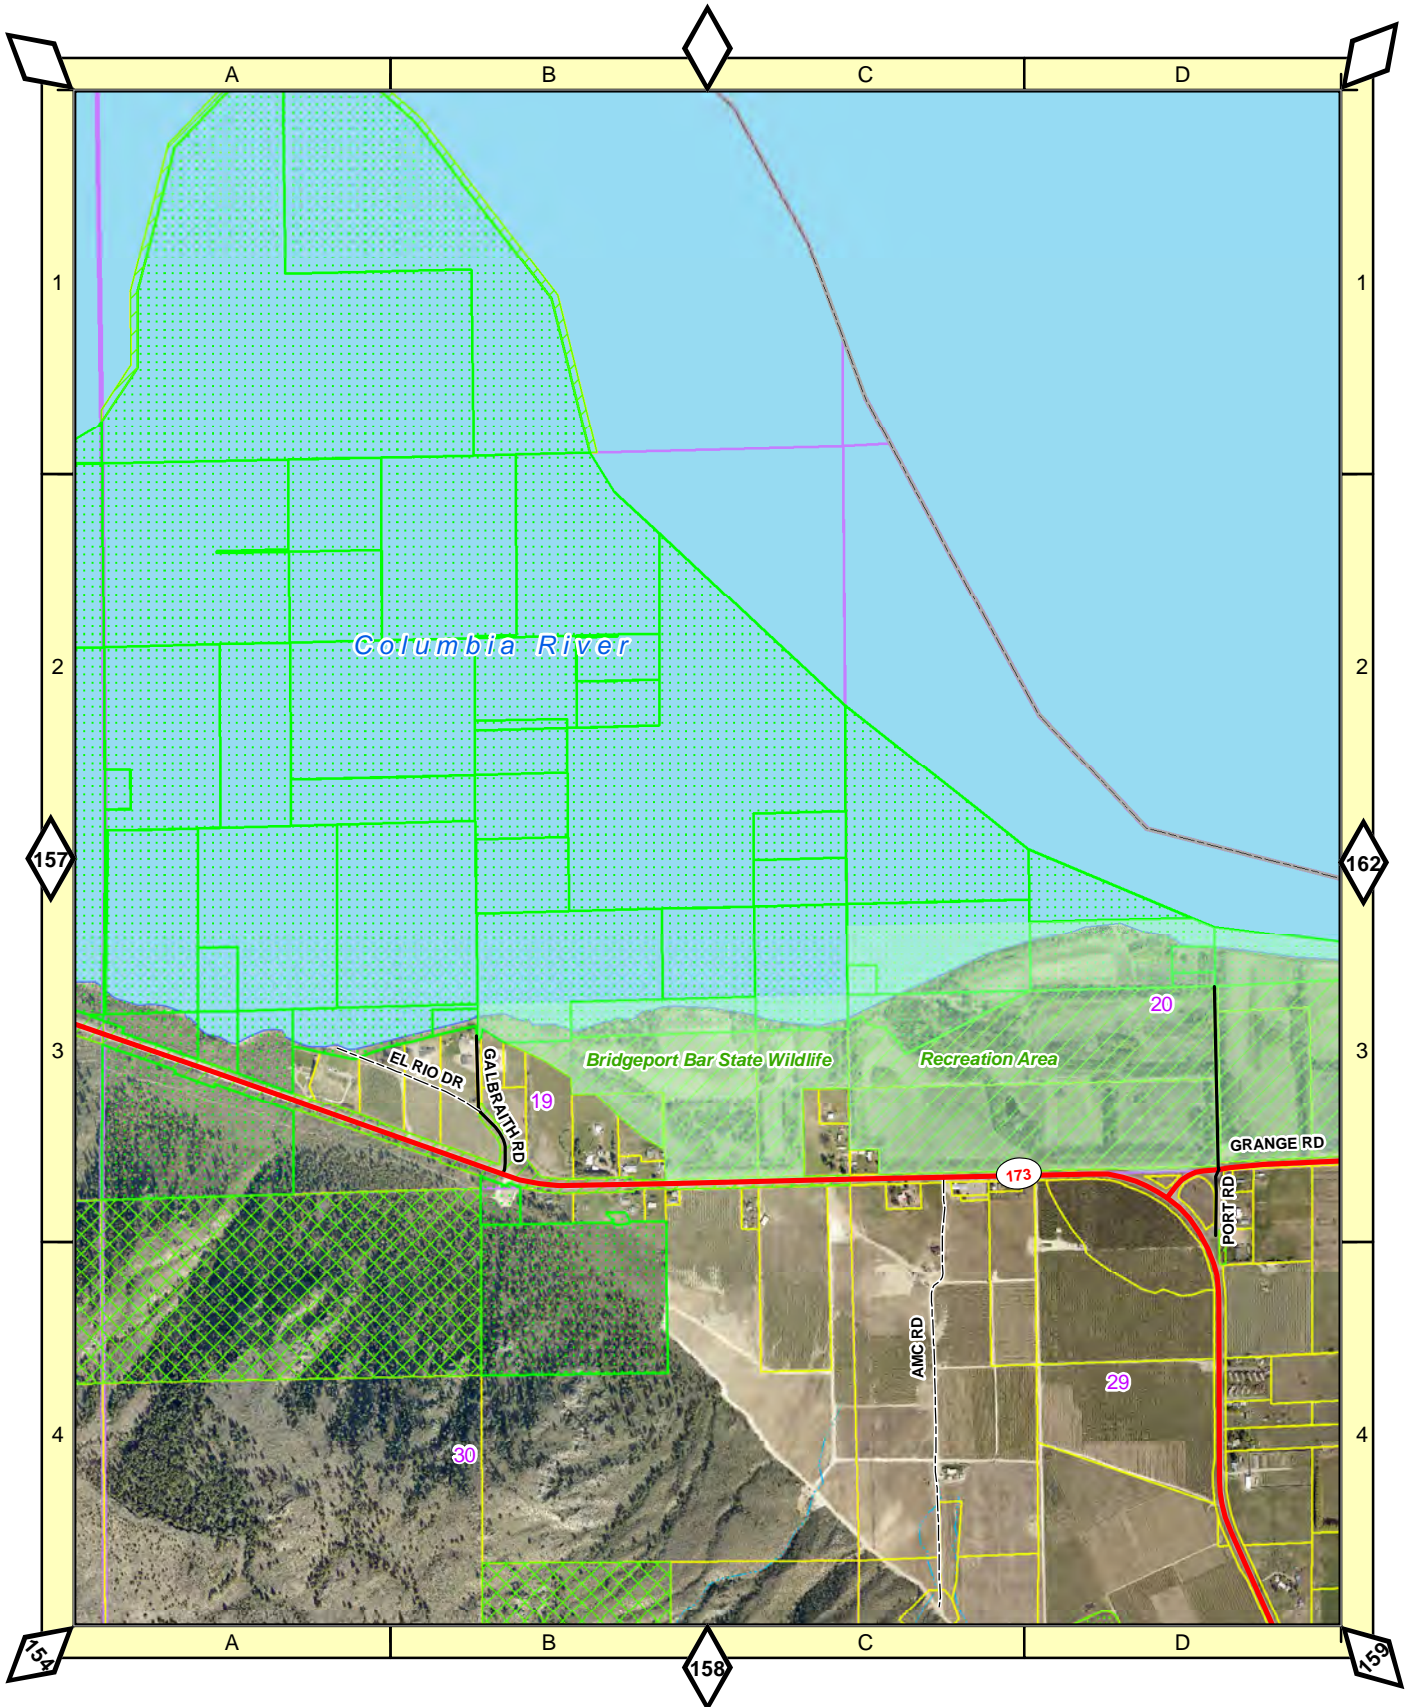 A B C D
1 1
Columbia River
2 2
157 162
20
3 3
Bridgeport Bar State Wildlife Recreation Area
EL RIO DR
GALBRAITH RD
19
GRANGE RD
173
PORT RD
AMC RD
29
4 4
30
A B C D
154 158 159